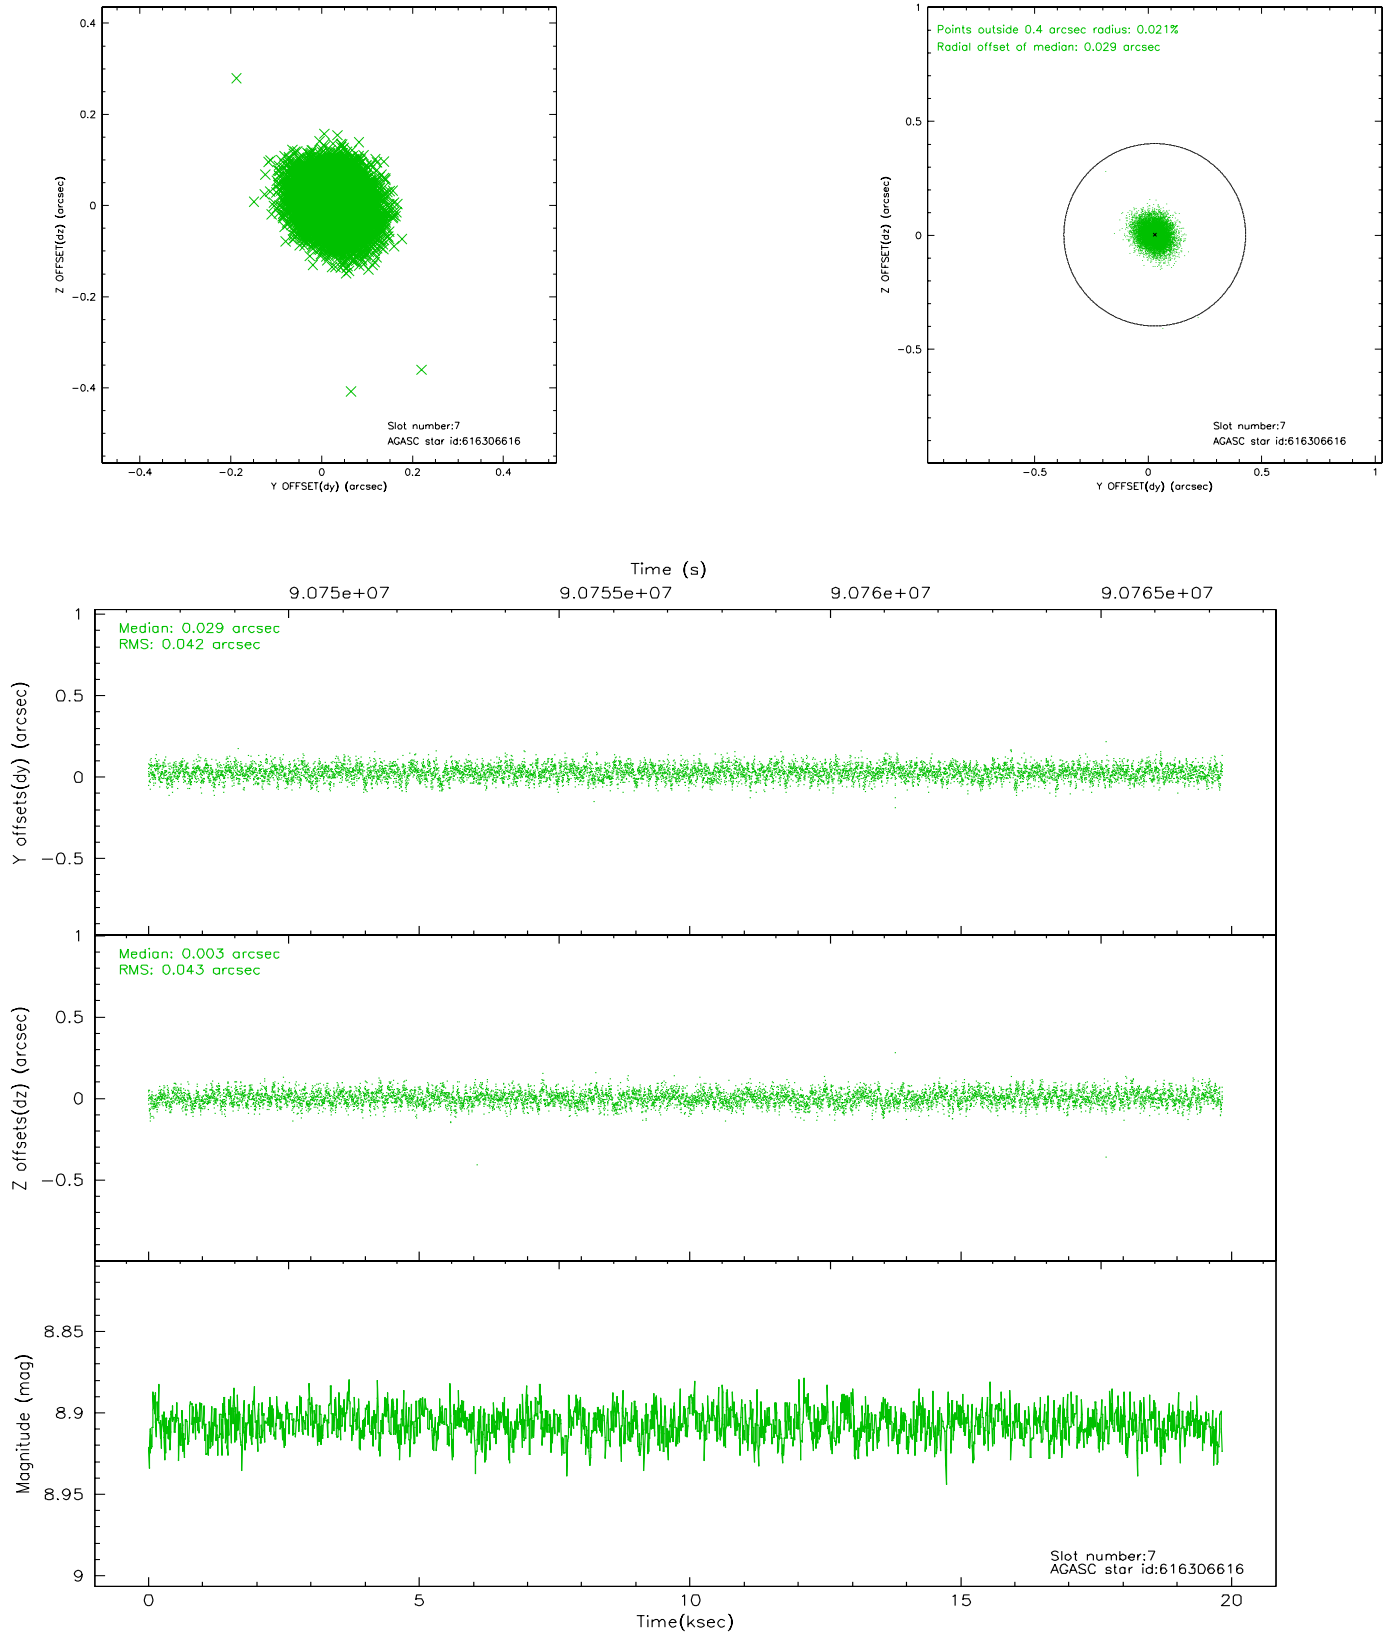 0.4
0.2
0
−0.2
−0.4
Z OFFSET(dz) (arcsec)
Slot number:7
AGASC star id:616306616
−0.4 −0.2 0 0.2 0.4
Y OFFSET(dy) (arcsec)
1
0.5
0
−0.5
Z OFFSET(dz) (arcsec)
Points outside 0.4 arcsec radius: 0.021%
Radial offset of median: 0.029 arcsec
Slot number:7
AGASC star id:616306616
−0.5 0 0.5 1
Y OFFSET(dy) (arcsec)
Time (s)
9.075e+07 9.0755e+07 9.076e+07 9.0765e+07
1
0.5
0
−0.5
Y offsets(dy) (arcsec)
Median: 0.029 arcsec
RMS: 0.042 arcsec
1
0.5
0
−0.5
Z offsets(dz) (arcsec)
Median: 0.003 arcsec
RMS: 0.043 arcsec
8.85
8.9
8.95
9
Magnitude (mag)
Slot number:7
AGASC star id:616306616
0 5 10 15 20
Time(ksec)